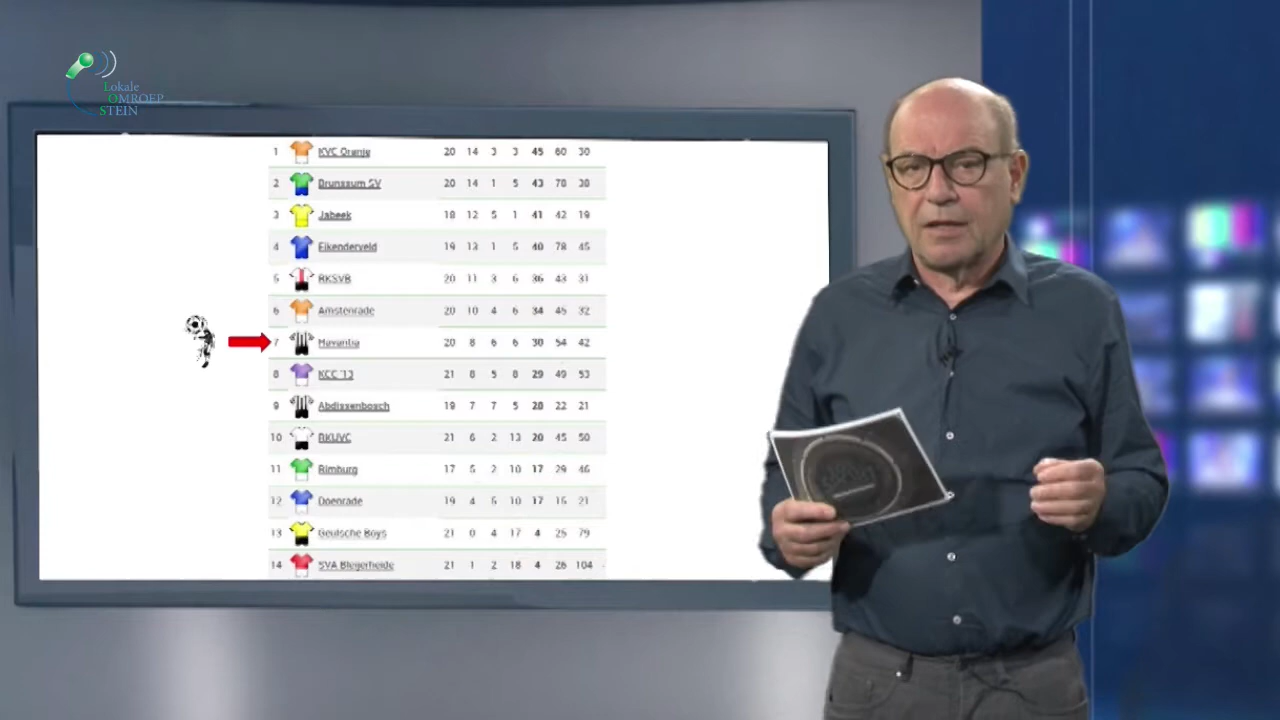 Lokale
OMROEP
STEIN
1 KVC Oranje 20 14 3 3 45 60 30
2 Brunssum SV 20 14 1 5 43 70 30
3 Jabeek 18 12 5 1 41 42 19
4 Eikenderveld 19 13 1 5 40 78 45
5 RKSVB 20 11 3 6 36 43 31
6 Amstenrade 20 10 4 6 34 45 32
7 Havantia 20 8 6 6 30 54 42
8 KCC '13 21 8 5 8 29 49 53
9 Abdissenbosch 19 7 7 5 28 22 21
10 RKUVC 21 6 2 13 20 45 50
11 Rimburg 17 5 2 10 17 29 46
12 Doenrade 19 4 5 10 17 15 21
13 Geulsche Boys 21 0 4 17 4 25 79
14 SVA Bleijerheide 21 1 2 18 4 26 104